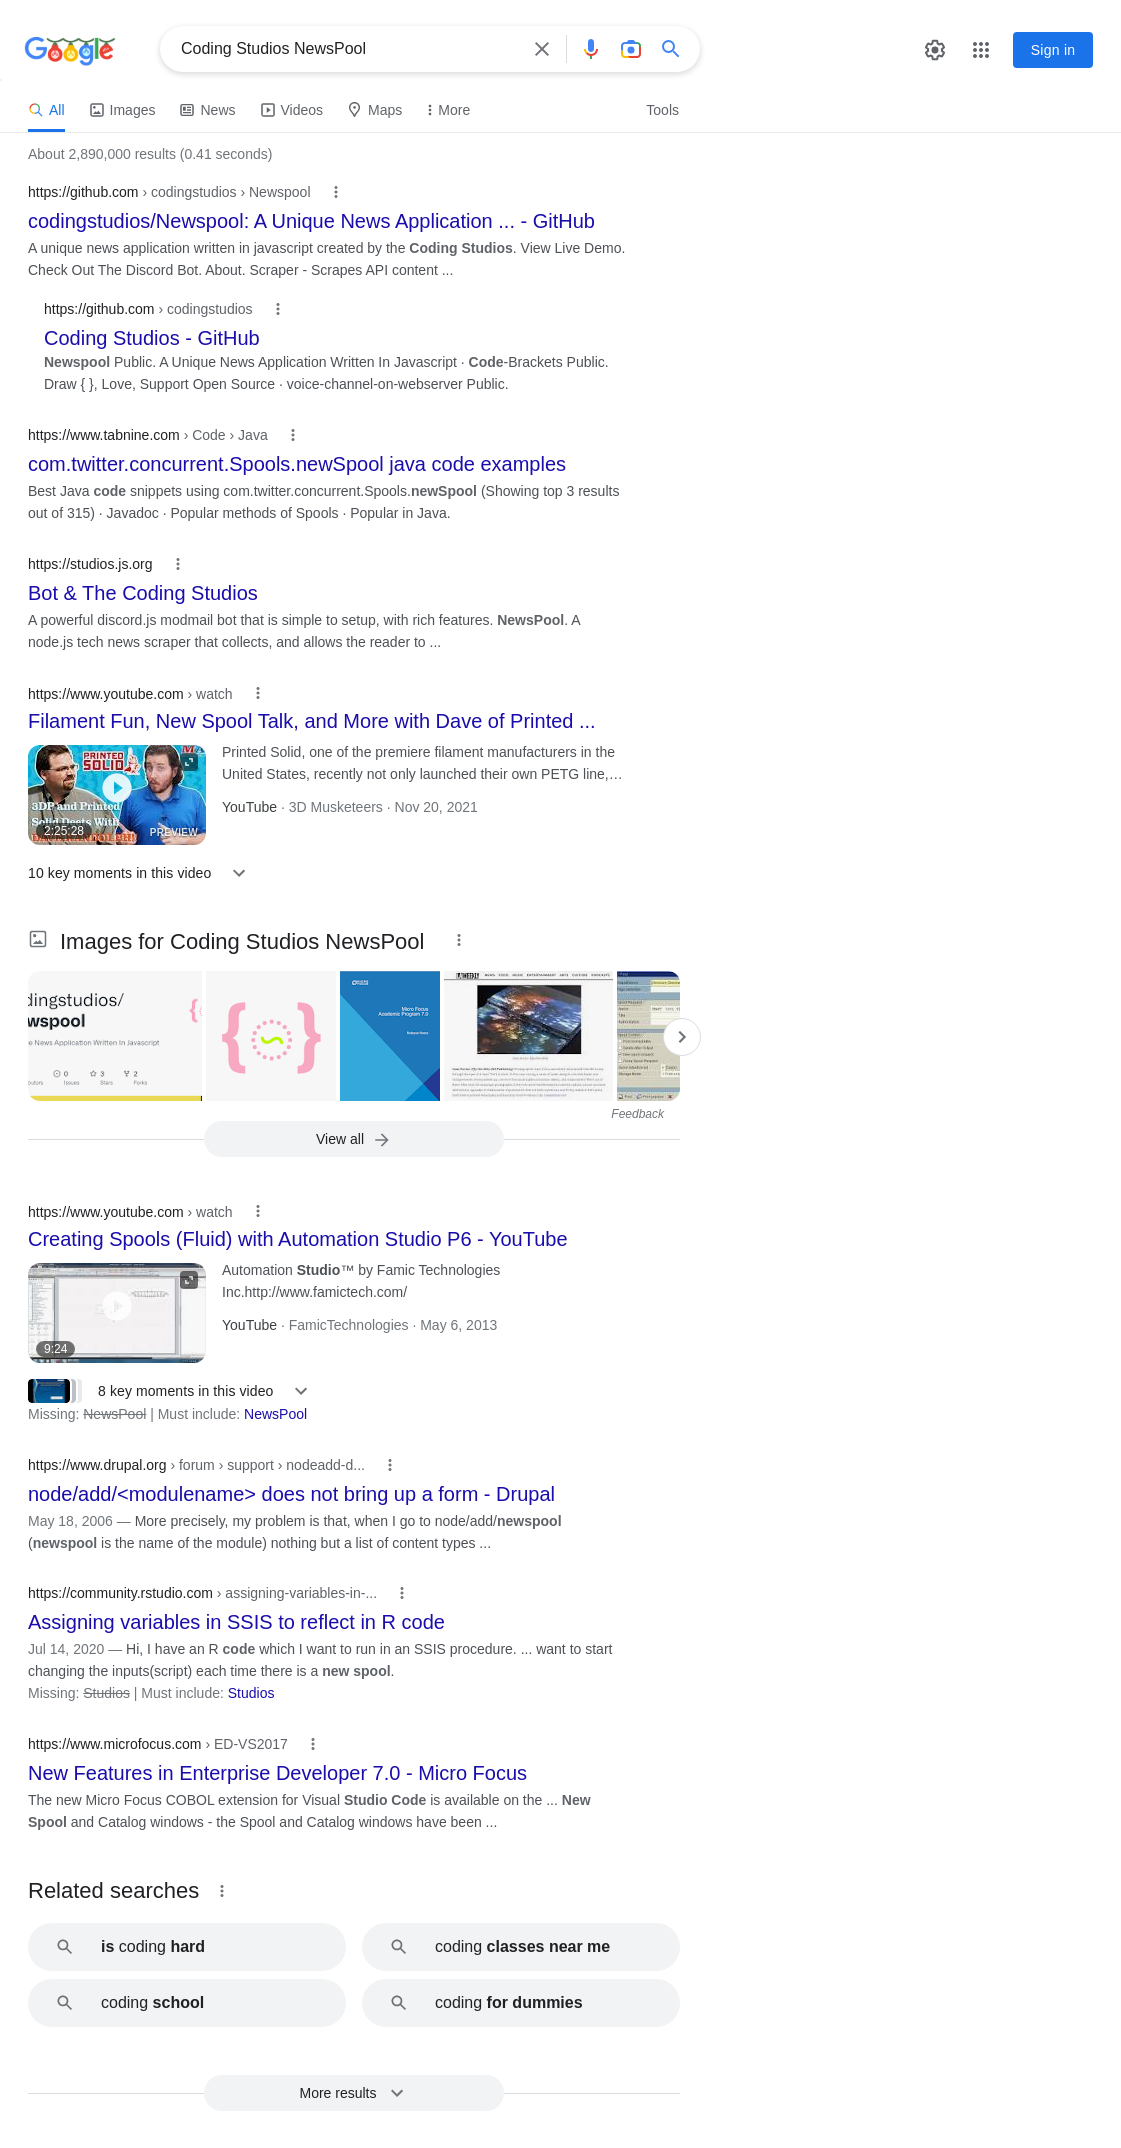 Google
Coding Studios NewsPool
Sign in
All
Images
News
Videos
Maps
More
Tools
About 2,890,000 results (0.41 seconds)
https://github.com › codingstudios › Newspool
codingstudios/Newspool: A Unique News Application ... - GitHub
A unique news application written in javascript created by the Coding Studios. View Live Demo.
Check Out The Discord Bot. About. Scraper - Scrapes API content ...
https://github.com › codingstudios
Coding Studios - GitHub
Newspool Public. A Unique News Application Written In Javascript · Code-Brackets Public.
Draw { }, Love, Support Open Source · voice-channel-on-webserver Public.
https://www.tabnine.com › Code › Java
com.twitter.concurrent.Spools.newSpool java code examples
Best Java code snippets using com.twitter.concurrent.Spools.newSpool (Showing top 3 results
out of 315) · Javadoc · Popular methods of Spools · Popular in Java.
https://studios.js.org
Bot & The Coding Studios
A powerful discord.js modmail bot that is simple to setup, with rich features. NewsPool. A
node.js tech news scraper that collects, and allows the reader to ...
https://www.youtube.com › watch
Filament Fun, New Spool Talk, and More with Dave of Printed ...
PRINTED
SOLID
3DP and Printed
Solid Deets With
2:25:28
PREVIEW
Printed Solid, one of the premiere filament manufacturers in the
United States, recently not only launched their own PETG line,…
YouTube · 3D Musketeers · Nov 20, 2021
10 key moments in this video
Images for Coding Studios NewsPool
dingstudios/
wspool
e News Application Written In Javascript
0
Issues
3
Stars
2
Forks
Micro Focus
Academic Program 7.0
Feedback
View all
https://www.youtube.com › watch
Creating Spools (Fluid) with Automation Studio P6 - YouTube
9:24
Automation Studio™ by Famic Technologies
Inc.http://www.famictech.com/
YouTube · FamicTechnologies · May 6, 2013
8 key moments in this video
Missing: NewsPool | Must include: NewsPool
https://www.drupal.org › forum › support › nodeadd-d...
node/add/<modulename> does not bring up a form - Drupal
May 18, 2006 — More precisely, my problem is that, when I go to node/add/newspool
(newspool is the name of the module) nothing but a list of content types ...
https://community.rstudio.com › assigning-variables-in-...
Assigning variables in SSIS to reflect in R code
Jul 14, 2020 — Hi, I have an R code which I want to run in an SSIS procedure. ... want to start
changing the inputs(script) each time there is a new spool.
Missing: Studios | Must include: Studios
https://www.microfocus.com › ED-VS2017
New Features in Enterprise Developer 7.0 - Micro Focus
The new Micro Focus COBOL extension for Visual Studio Code is available on the ... New
Spool and Catalog windows - the Spool and Catalog windows have been ...
Related searches
is coding hard
coding classes near me
coding school
coding for dummies
More results